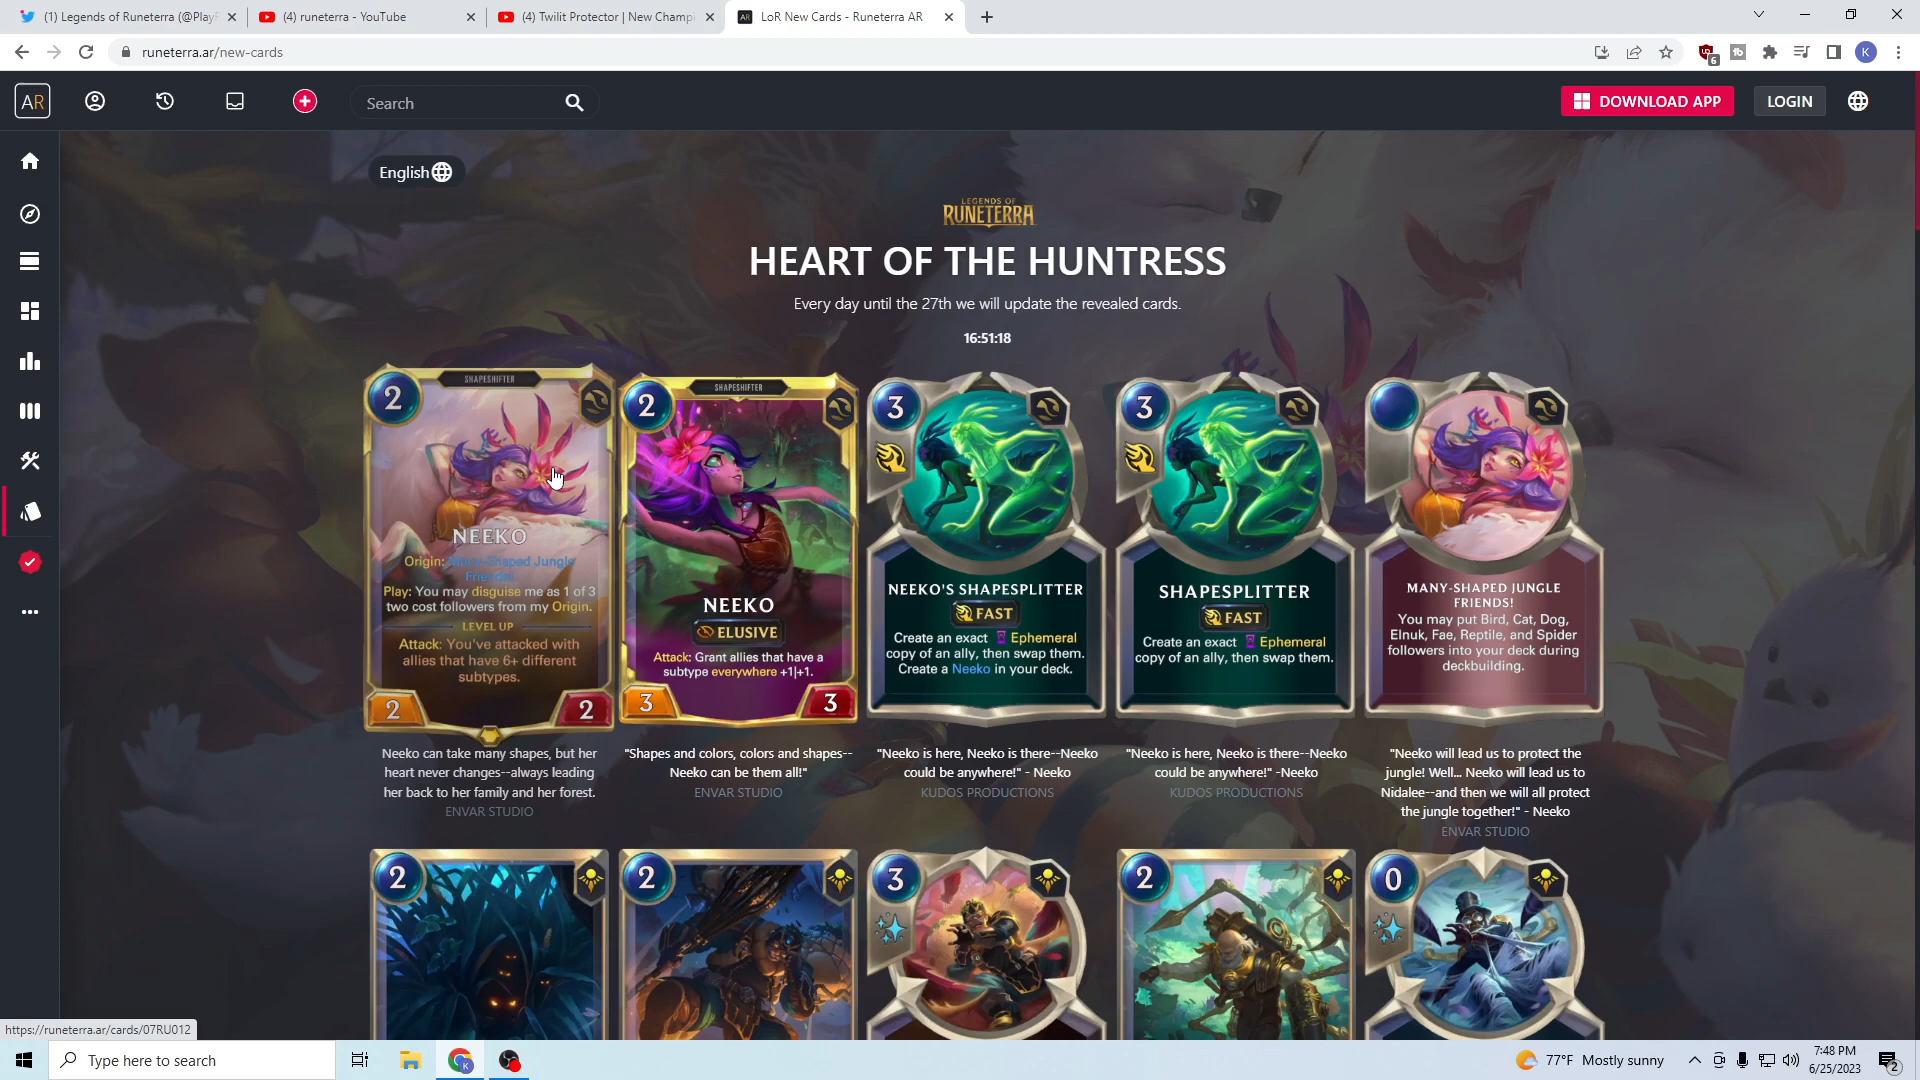 (1) Legends of Runeterra (@PlayF
(4) runeterra - YouTube
(4) Twilit Protector | New Champi
LoR New Cards - Runeterra AR
runeterra.ar/new-cards
6
K
AR
Search
DOWNLOAD APP
LOGIN
English
LEGENDS OF
RUNETERRA
HEART OF THE HUNTRESS
Every day until the 27th we will update the revealed cards.
16:51:18
SHAPESHIFTER
2
NEEKO
Origin: Many-Shaped Jungle
Friends!
Play: You may disguise me as 1 of 3
two cost followers from my Origin.
LEVEL UP
Attack: You've attacked with
allies that have 6+ different
subtypes.
2
2
Neeko can take many shapes, but her
heart never changes--always leading
her back to her family and her forest.
ENVAR STUDIO
SHAPESHIFTER
2
NEEKO
ELUSIVE
Attack: Grant allies that have a
subtype everywhere +1|+1.
3
3
"Shapes and colors, colors and shapes--
Neeko can be them all!"
ENVAR STUDIO
3
NEEKO'S SHAPESPLITTER
FAST
Create an exact Ephemeral
copy of an ally, then swap them.
Create a Neeko in your deck.
"Neeko is here, Neeko is there--Neeko
could be anywhere!" - Neeko
KUDOS PRODUCTIONS
3
SHAPESPLITTER
FAST
Create an exact Ephemeral
copy of an ally, then swap them.
"Neeko is here, Neeko is there--Neeko
could be anywhere!" -Neeko
KUDOS PRODUCTIONS
MANY-SHAPED JUNGLE
FRIENDS!
You may put Bird, Cat, Dog,
Elnuk, Fae, Reptile, and Spider
followers into your deck during
deckbuilding.
"Neeko will lead us to protect the
jungle! Well... Neeko will lead us to
Nidalee--and then we will all protect
the jungle together!" - Neeko
ENVAR STUDIO
2
2
3
2
0
https://runeterra.ar/cards/07RU012
Type here to search
K
77°F Mostly sunny
7:48 PM
6/25/2023
2